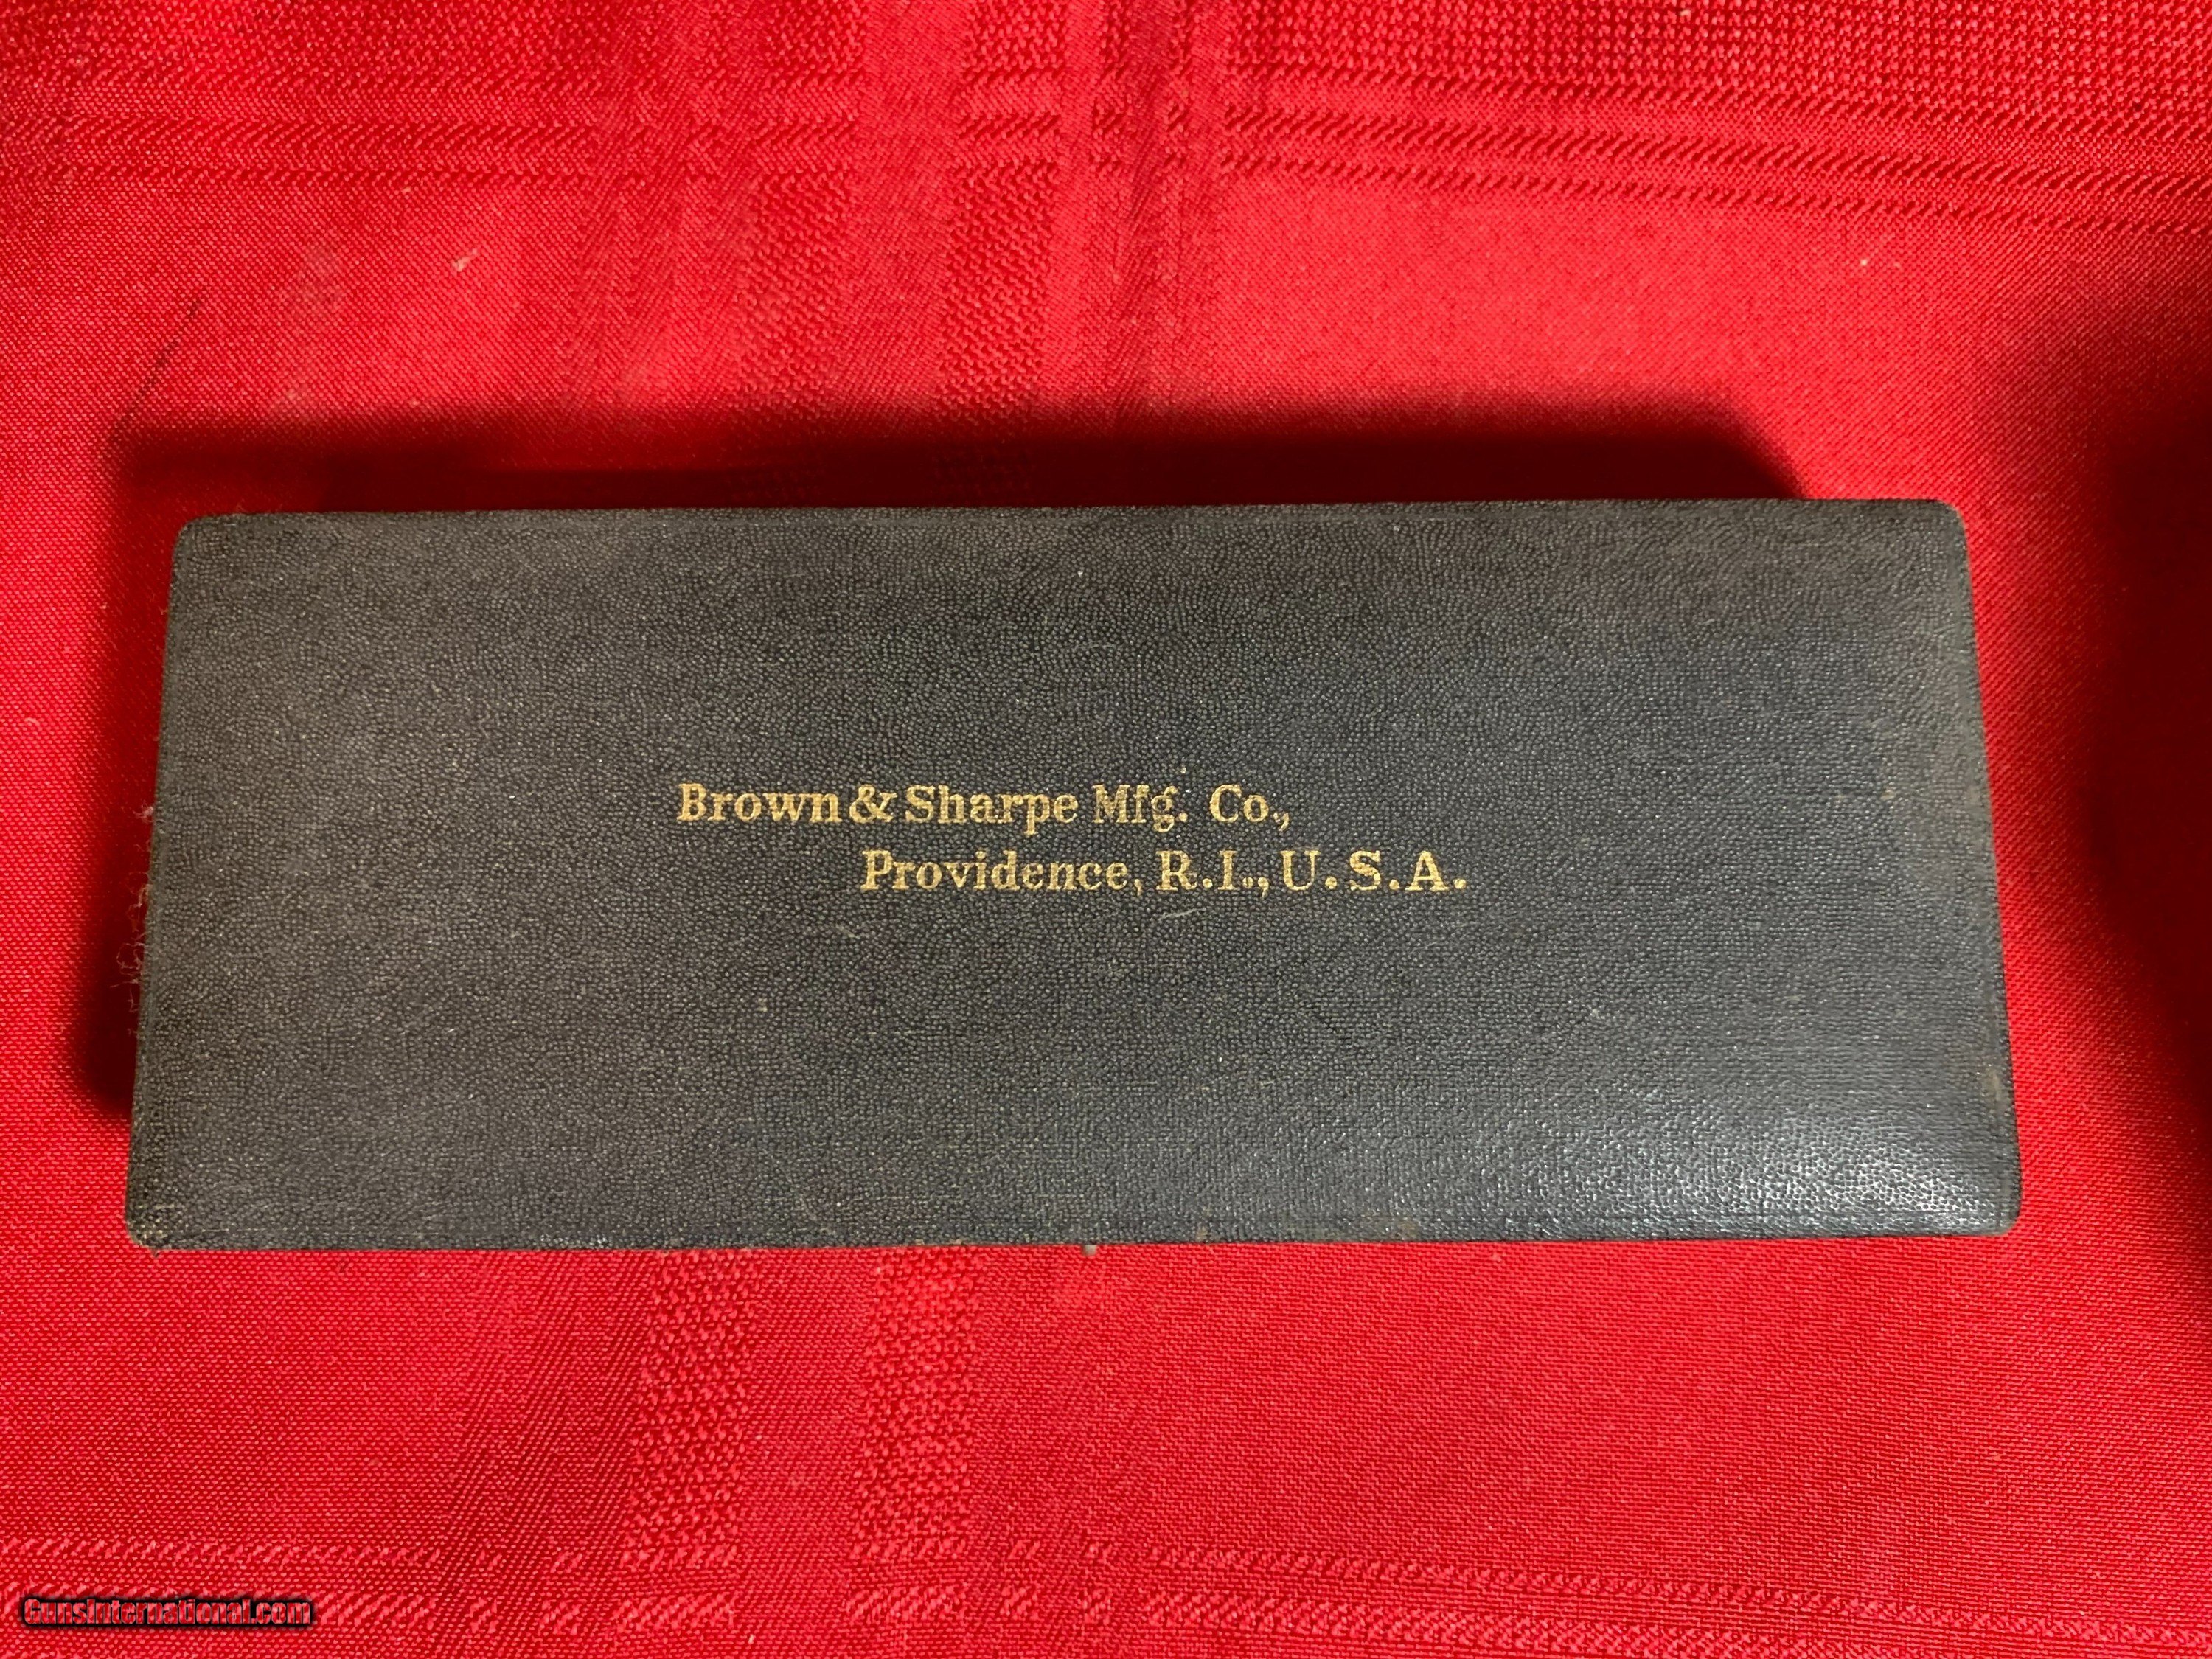 Brown & Sharpe Mfg. Co.,
Providence, R.I., U.S.A.
GunsInternational.com